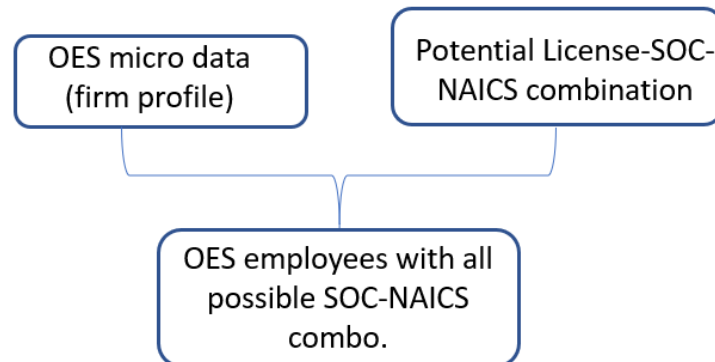 OES micro data
(firm profile)
Potential License-SOC-
NAICS combination
OES employees with all
possible SOC-NAICS
combo.